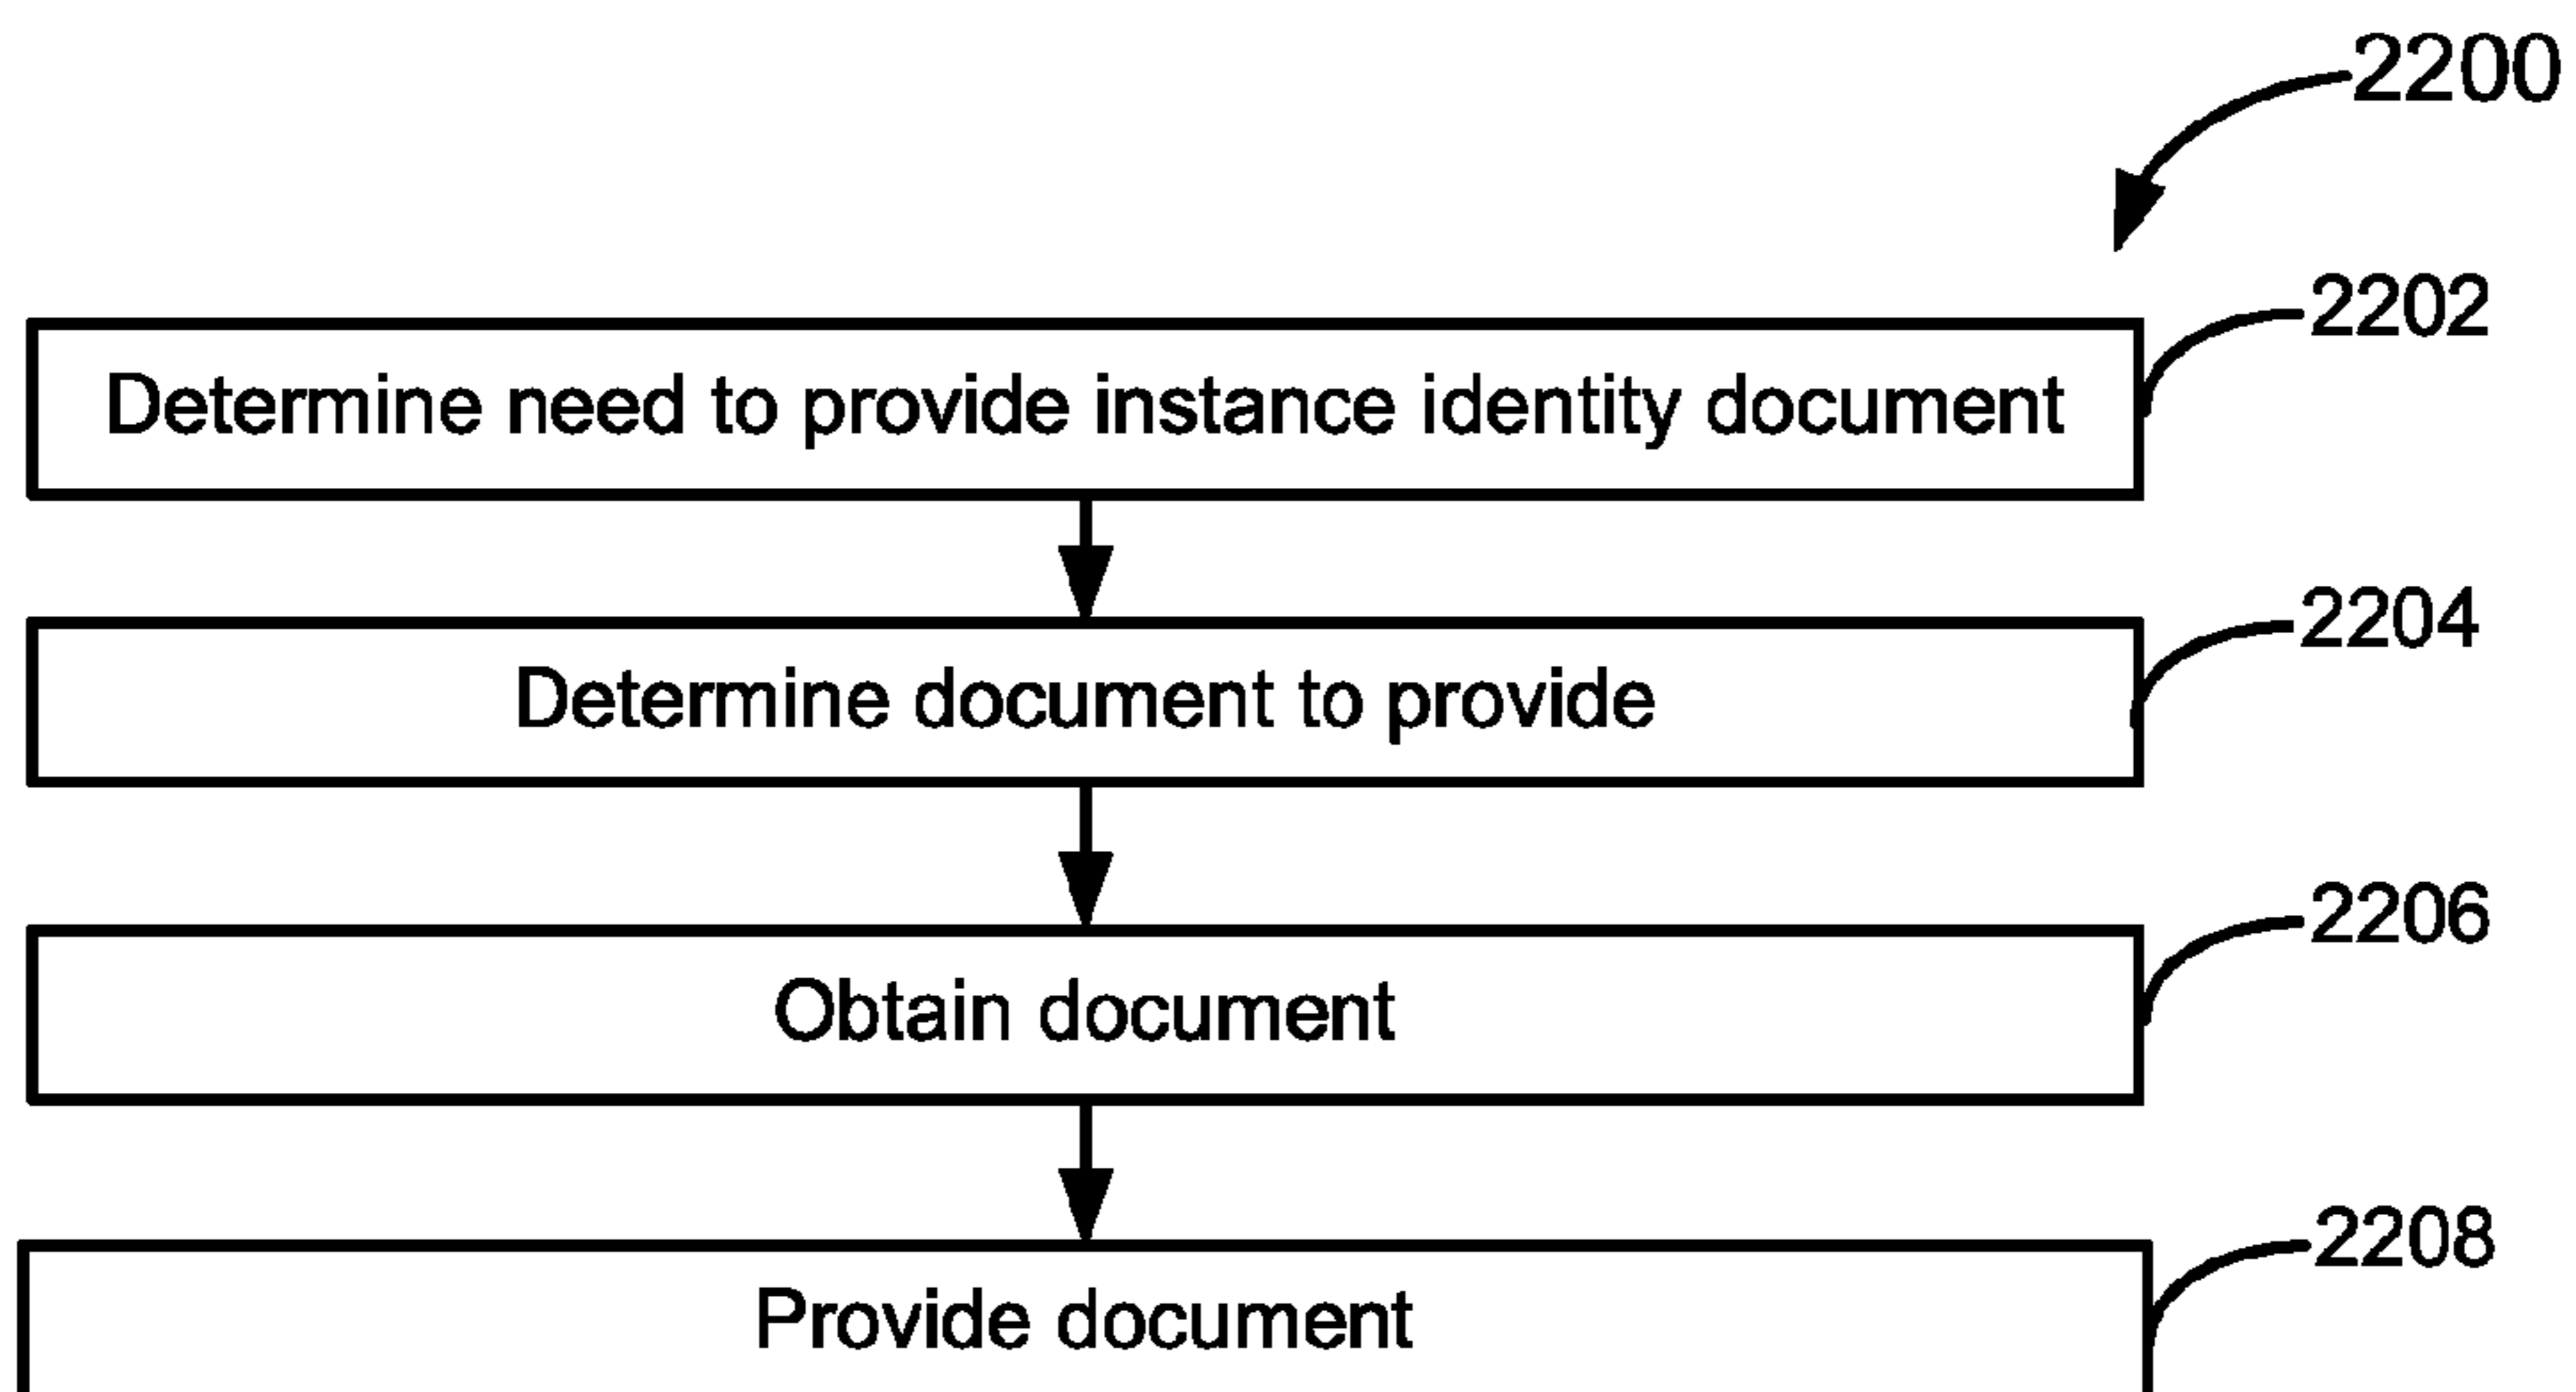 2200
2202
Determine need to provide instance identity document
2204
Determine document to provide
2206
Obtain document
2208
Provide document